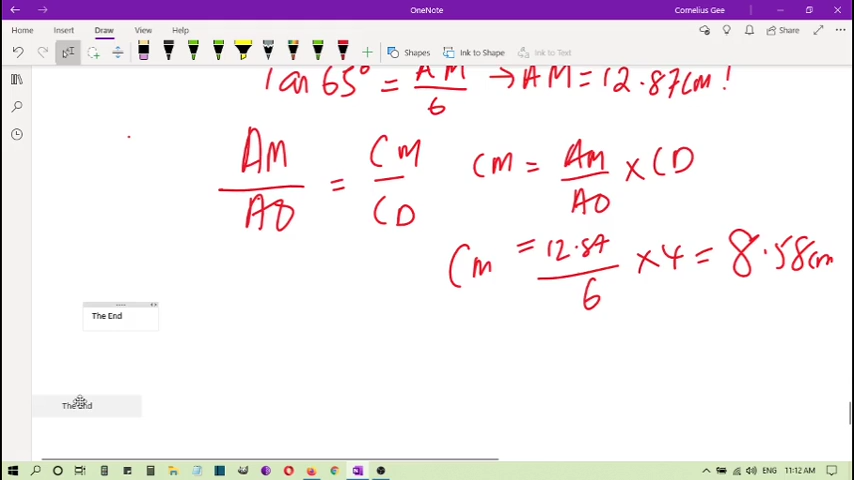 OneNote
Cornelius Gee
Home Insert Draw View Help
Share
Shapes Ink to Shape Ink to Text
Tan 65° = AM/6 → AM = 12.87cm!
AM/AO = CM/CD CM = AM/AO × CD
Cm = 12.87/6 × 4 = 8.58cm
The End
The End
ENG 11:12 AM